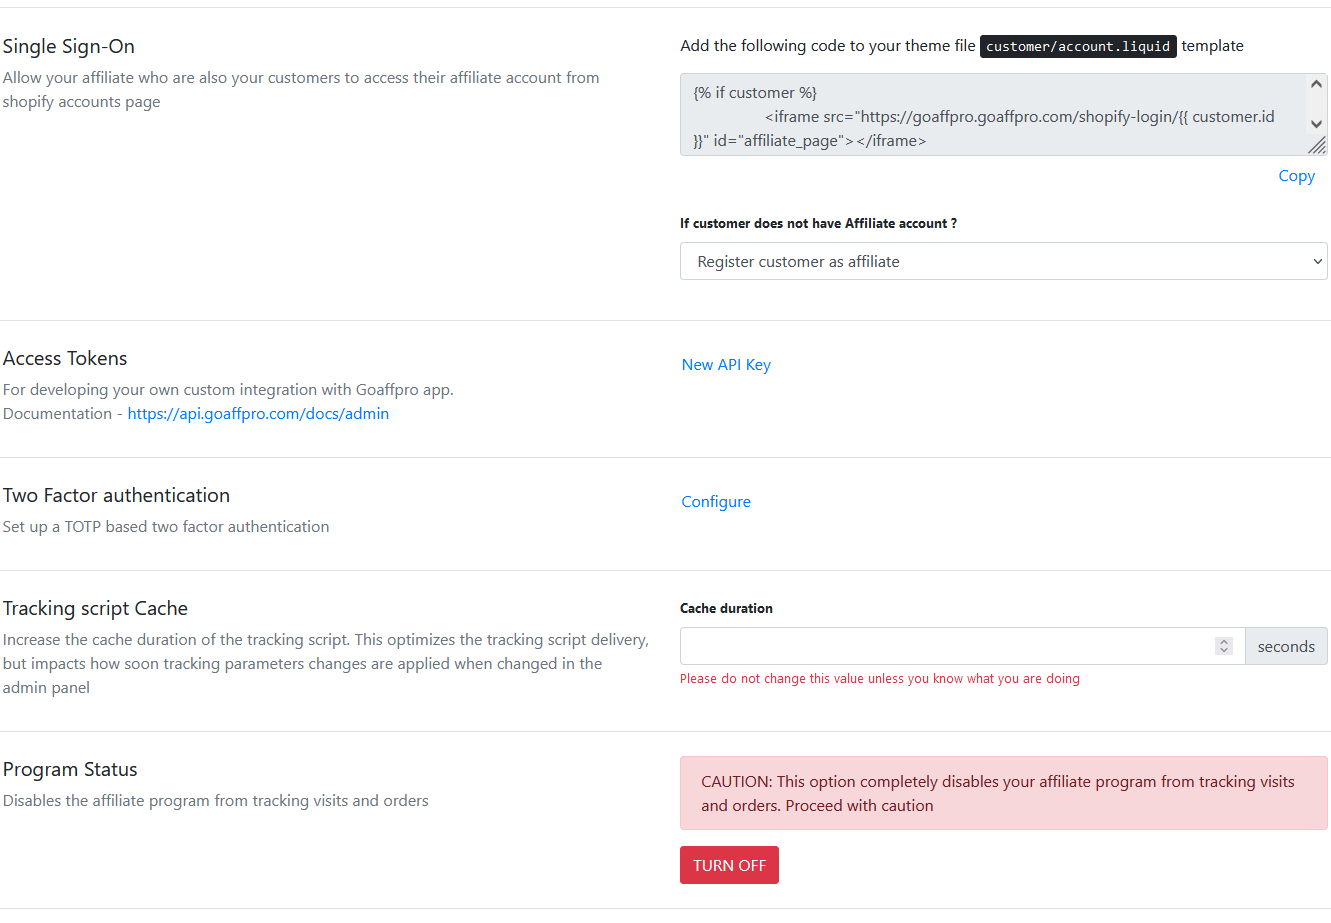 Single Sign-On
Allow your affiliate who are also your customers to access their affiliate account from
shopify accounts page
Add the following code to your theme file customer/account.liquid template
{% if customer %}
<iframe src="https://goaffpro.goaffpro.com/shopify-login/{{ customer.id
}}" id="affiliate_page"></iframe>
Copy
If customer does not have Affiliate account ?
Register customer as affiliate
Access Tokens
For developing your own custom integration with Goaffpro app.
Documentation - https://api.goaffpro.com/docs/admin
New API Key
Two Factor authentication
Set up a TOTP based two factor authentication
Configure
Tracking script Cache
Increase the cache duration of the tracking script. This optimizes the tracking script delivery,
but impacts how soon tracking parameters changes are applied when changed in the
admin panel
Cache duration
seconds
Please do not change this value unless you know what you are doing
Program Status
Disables the affiliate program from tracking visits and orders
CAUTION: This option completely disables your affiliate program from tracking visits
and orders. Proceed with caution
TURN OFF